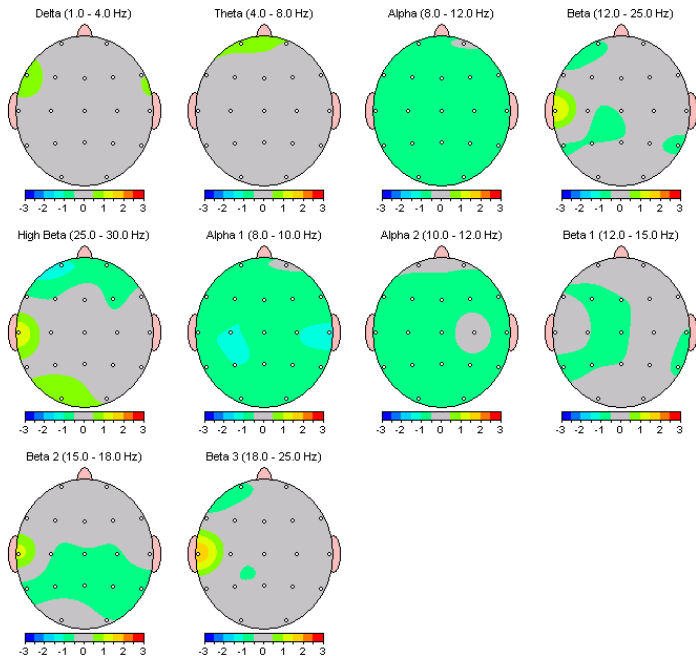 Delta (1.0 - 4.0 Hz) Theta (4.0 - 8.0 Hz) Alpha (8.0 - 12.0 Hz) Beta (12.0 - 25.0 Hz)
-3 -2 -1 0 1 2 3 -3 -2 -1 0 1 2 3 -3 -2 -1 0 1 2 3 -3 -2 -1 0 1 2 3
High Beta (25.0 - 30.0 Hz) Alpha 1 (8.0 - 10.0 Hz) Alpha 2 (10.0 - 12.0 Hz) Beta 1 (12.0 - 15.0 Hz)
-3 -2 -1 0 1 2 3 -3 -2 -1 0 1 2 3 -3 -2 -1 0 1 2 3 -3 -2 -1 0 1 2 3
Beta 2 (15.0 - 18.0 Hz) Beta 3 (18.0 - 25.0 Hz)
-3 -2 -1 0 1 2 3 -3 -2 -1 0 1 2 3